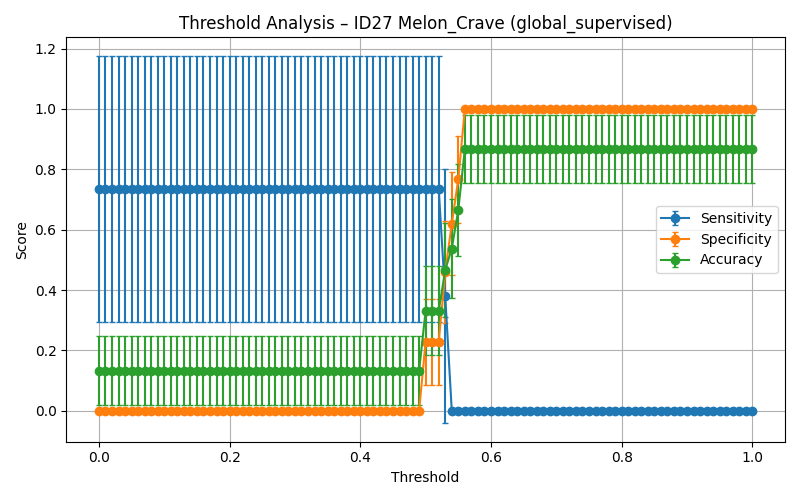 Threshold Analysis – ID27 Melon_Crave (global_supervised)
1.2
1.0
0.8
0.6
0.4
0.2
0.0
Score
Sensitivity
Specificity
Accuracy
0.0 0.2 0.4 0.6 0.8 1.0
Threshold